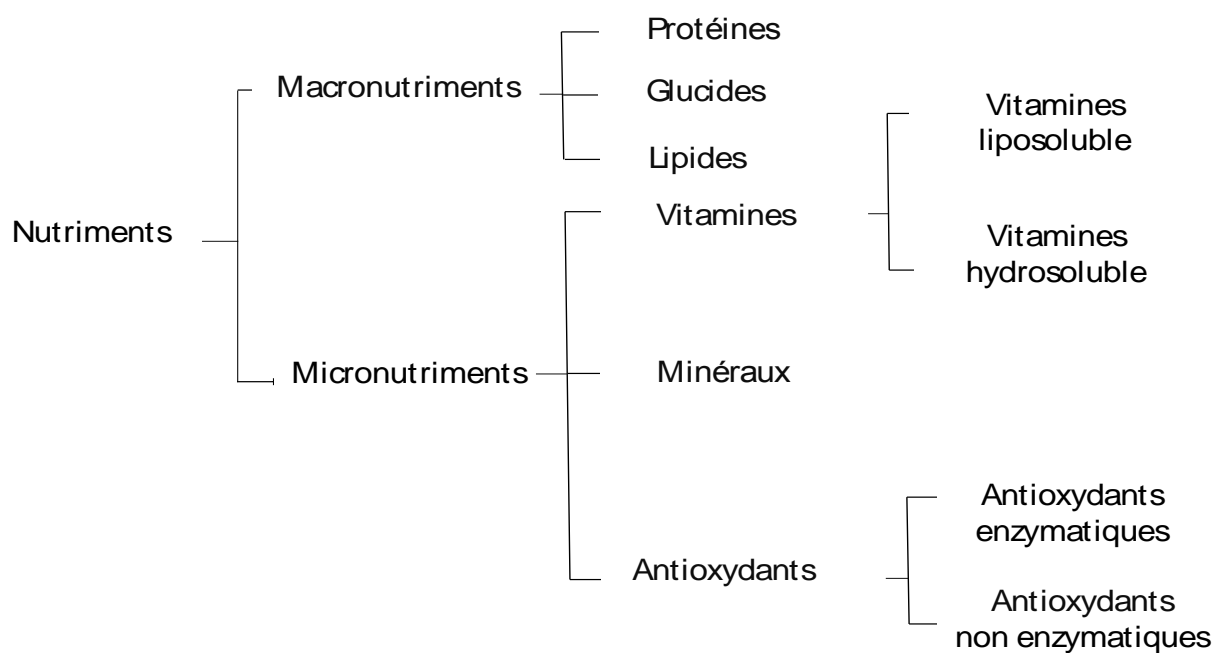 Protéines
Macronutriments
Glucides
Vitamines
liposoluble
Lipides
Vitamines
Nutriments
Vitamines
hydrosoluble
Micronutriments
Minéraux
Antioxydants
enzymatiques
Antioxydants
Antioxydants
non enzymatiques